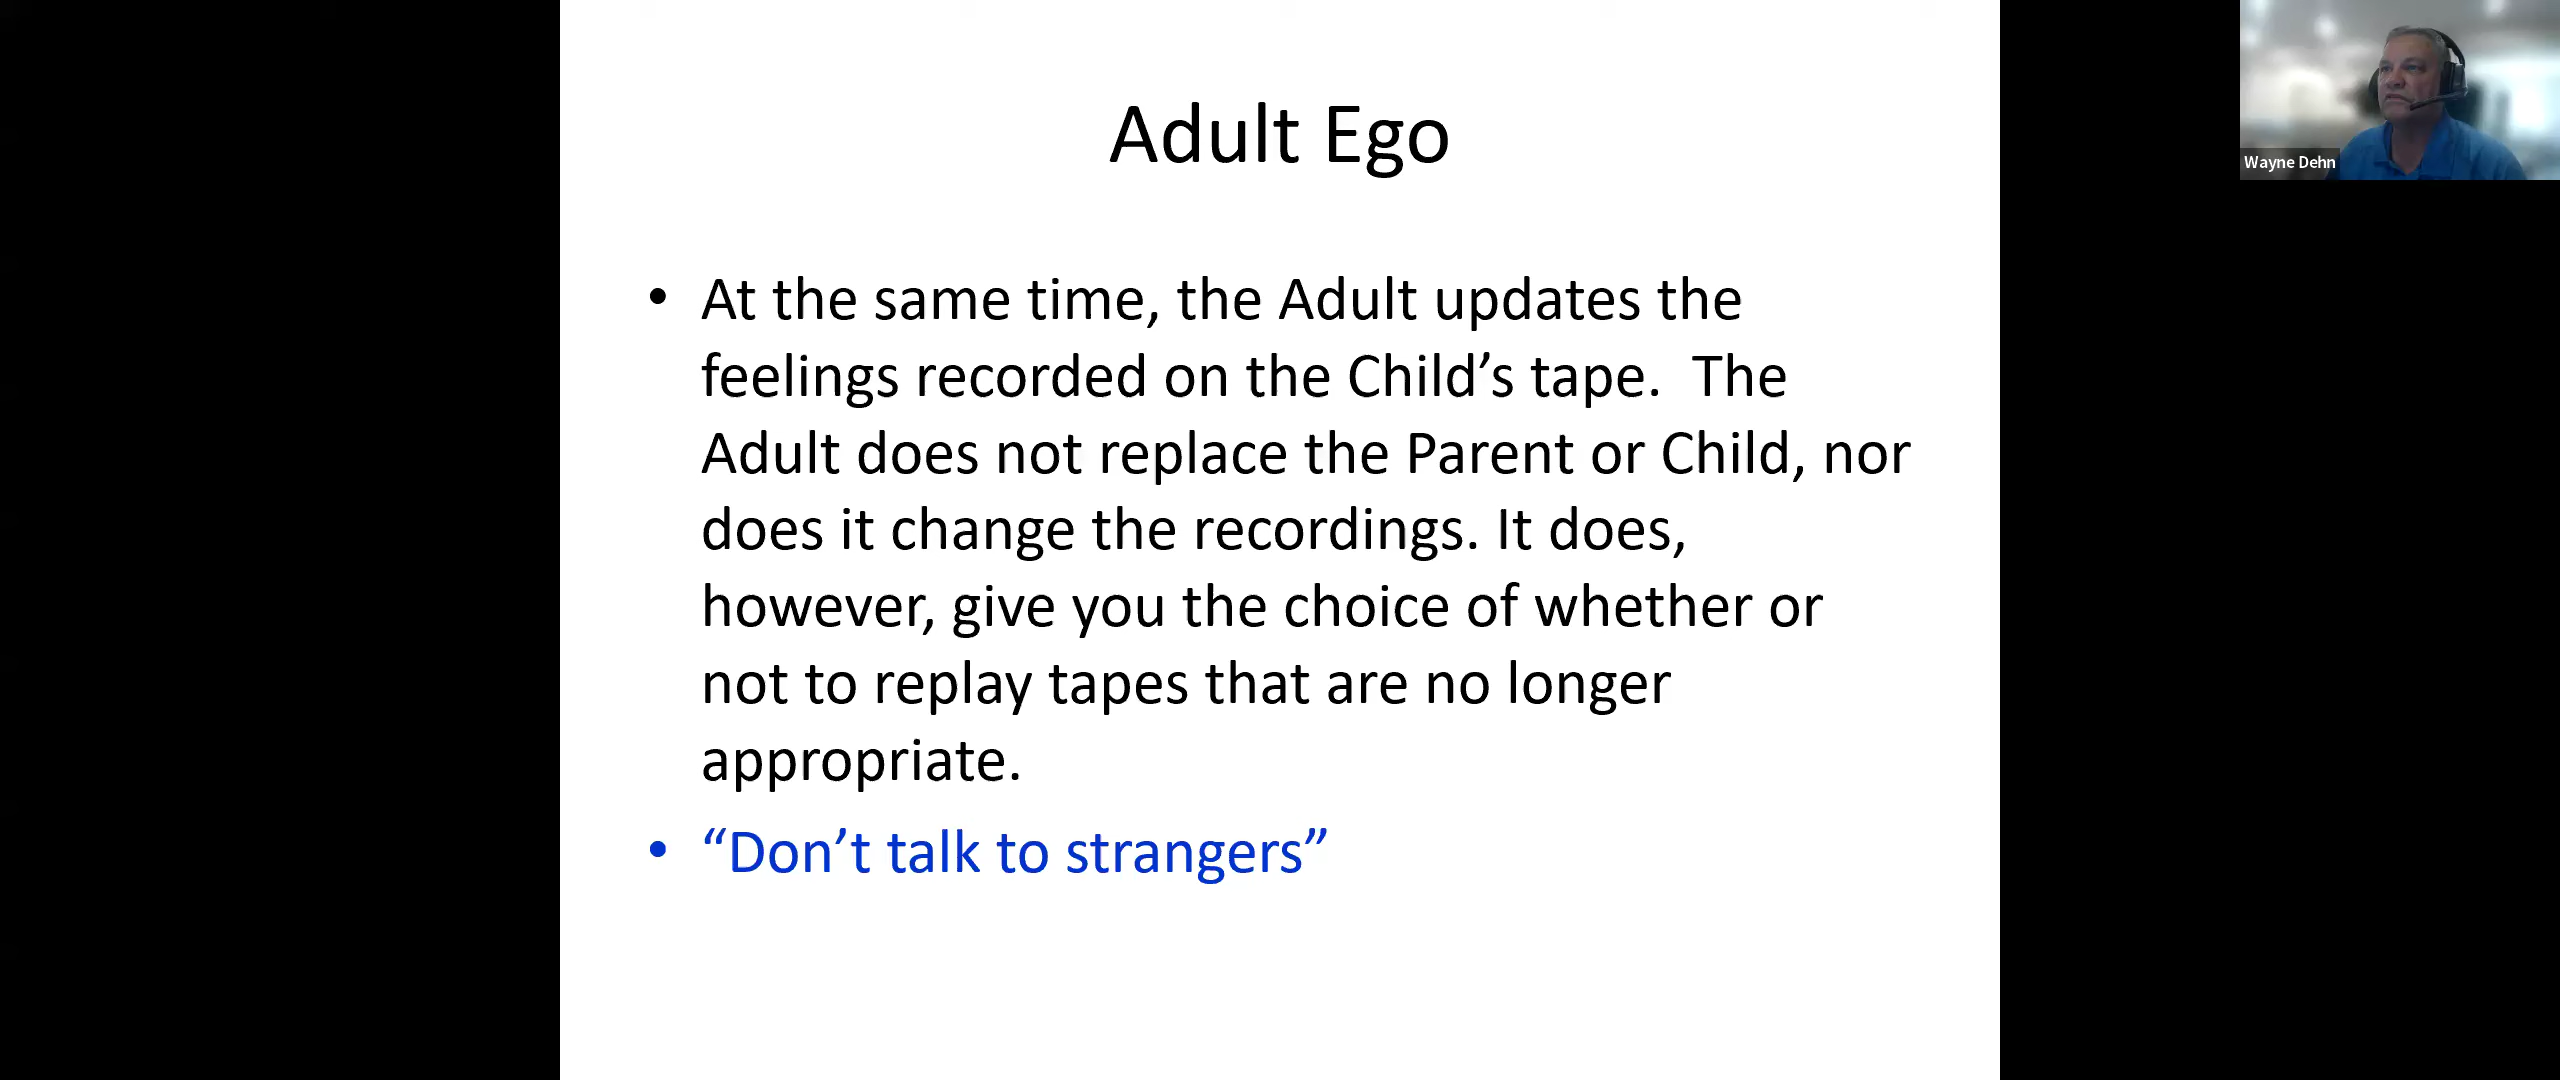 Adult Ego
• At the same time, the Adult updates the
feelings recorded on the Child’s tape.  The
Adult does not replace the Parent or Child, nor
does it change the recordings. It does,
however, give you the choice of whether or
not to replay tapes that are no longer
appropriate.
• “Don’t talk to strangers”
Wayne Dehn